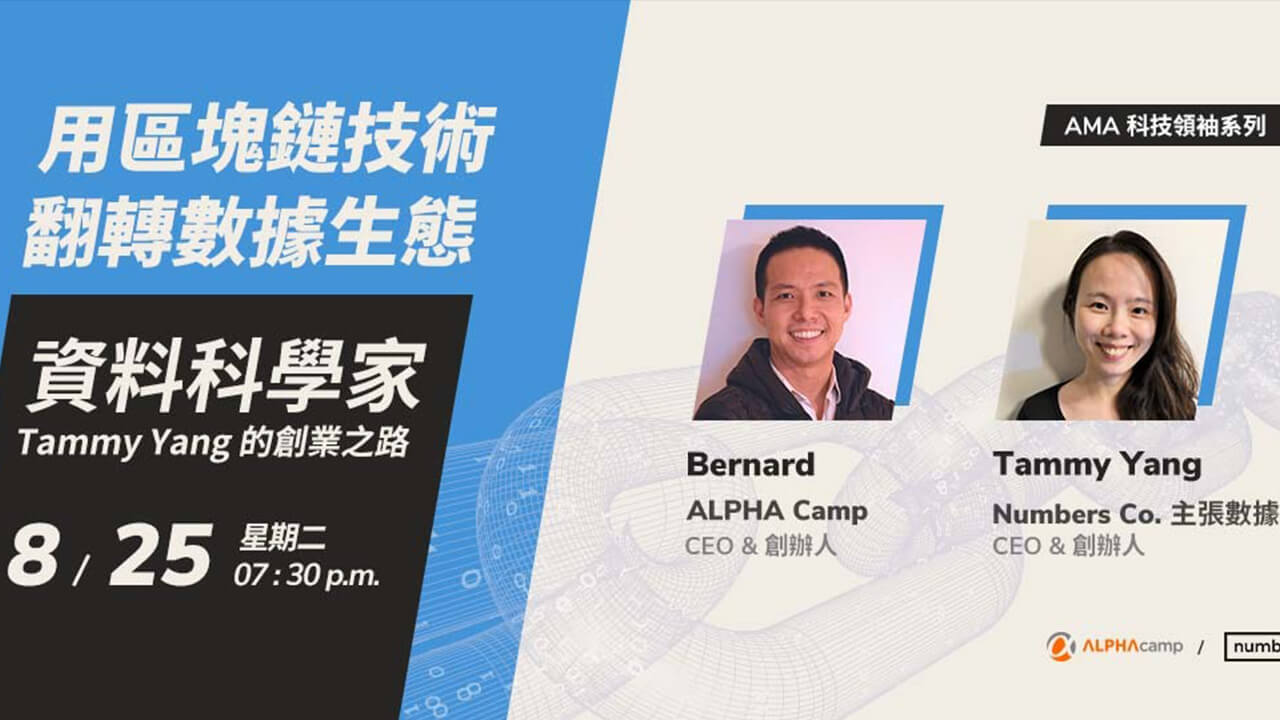 用區塊鏈技術
翻轉數據生態
資料科學家
Tammy Yang 的創業之路
8 / 25 星期二
07 : 30 p.m.
AMA 科技領袖系列
Bernard
ALPHA Camp
CEO & 創辦人
Tammy Yang
Numbers Co. 主張數據
CEO & 創辦人
ALPHAcamp / numb